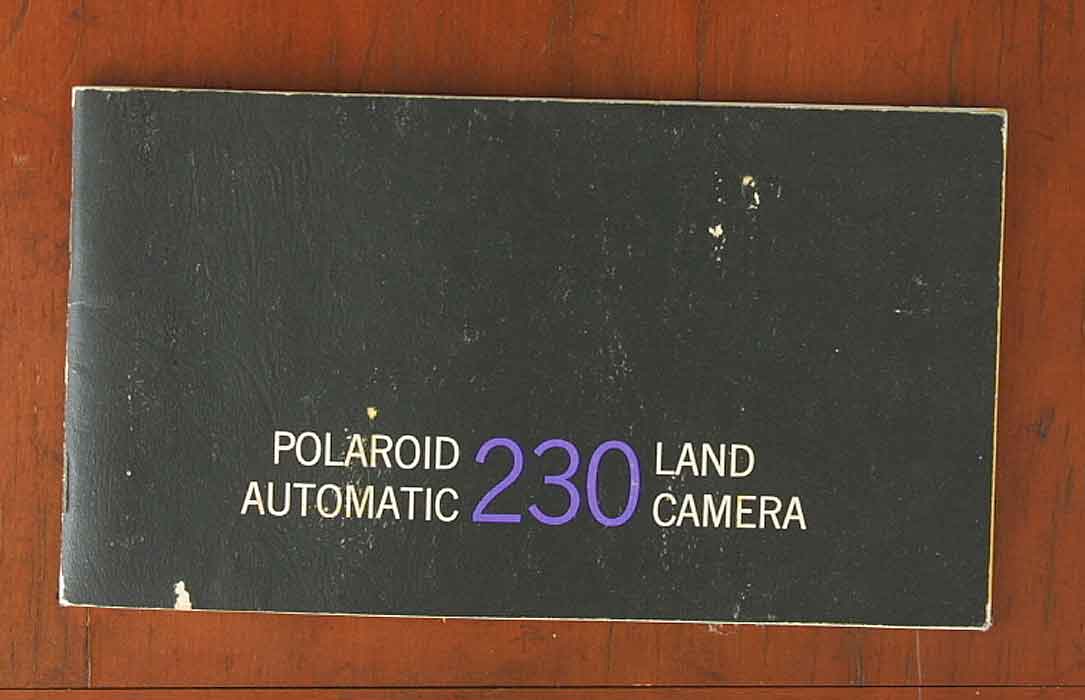 POLAROID 230 LAND
AUTOMATIC CAMERA